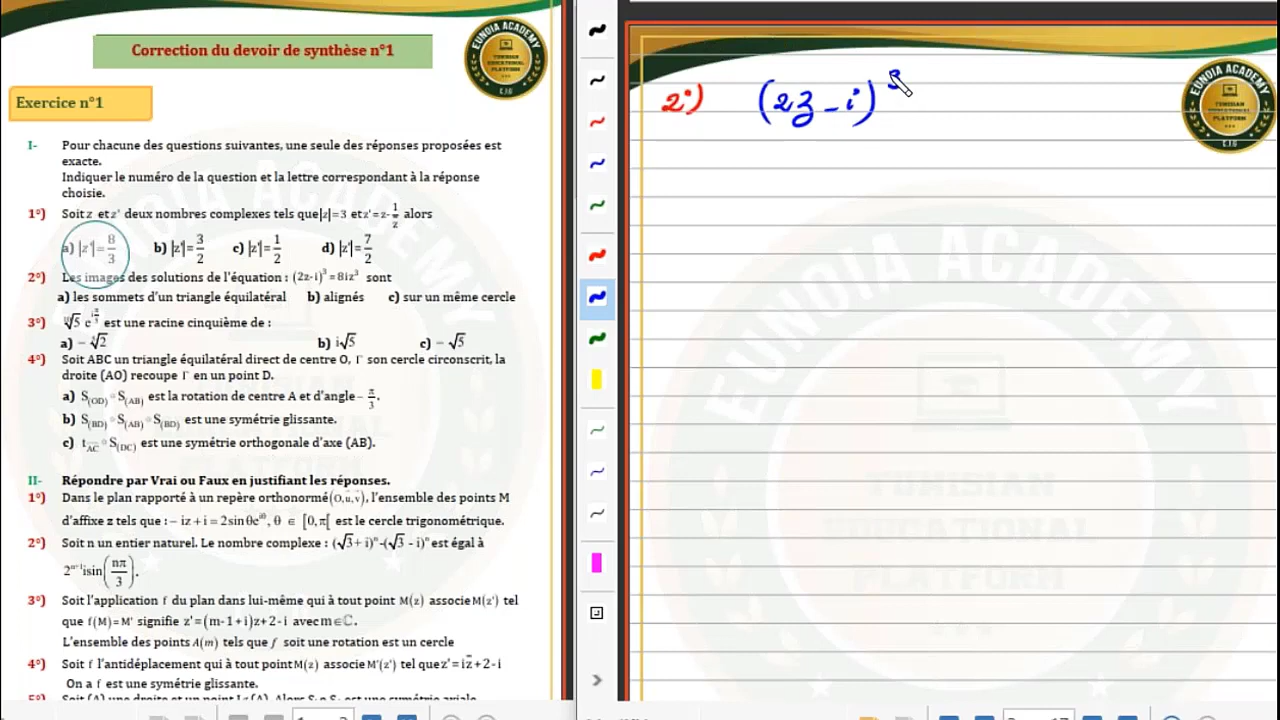 Correction du devoir de synthèse n°1
EUNOIA ACADEMY
TUNISIAN
EDUCATIONAL
PLATFORM
Exercice n°1
I- Pour chacune des questions suivantes, une seule des réponses proposées est
exacte.
Indiquer le numéro de la question et la lettre correspondant à la réponse
choisie.
1°) Soit z et z' deux nombres complexes tels que |z|=3 et z'=z-1/z̄ alors
a) |z'|=8/3 b) |z'|=3/2 c) |z'|=1/2 d) |z'|=7/2
2°) Les images des solutions de l'équation : (2z-i)³=8iz³ sont
a) les sommets d'un triangle équilatéral b) alignés c) sur un même cercle
3°) est une racine cinquième de :
b) i√5 c) - √5
4°) Soit ABC un triangle équilatéral direct de centre O, Γ son cercle circonscrit, la
droite (AO) recoupe Γ en un point D.
a) S(OD) ∘ S(AB) est la rotation de centre A et d'angle - π/3.
b) S(BD) ∘ S(AB) ∘ S(BD) est une symétrie glissante.
c) t AC ∘ S(DC) est une symétrie orthogonale d'axe (AB).
II- Répondre par Vrai ou Faux en justifiant les réponses.
1°) Dans le plan rapporté à un repère orthonormé (O,u,v), l'ensemble des points M
d'affixe z tels que : – iz + i = 2sinθe^iθ, θ ∈ [0,π[ est le cercle trigonométrique.
2°) Soit n un entier naturel. Le nombre complexe : (√3 + i)ⁿ-(√3 - i)ⁿ est égal à
isin(nπ/3).
3°) Soit l'application f du plan dans lui-même qui à tout point M(z) associe M(z') tel
que f(M)=M' signifie z'=(m-1+i)z+2-i avec m∈ℂ.
L'ensemble des points A(m) tels que f soit une rotation est un cercle
4°) Soit f l'antidéplacement qui à tout point M(z) associe M'(z') tel que z'=iz̄+2-i
On a f est une symétrie glissante.
2°) (2z - i)³
EUNOIA ACADEMY
TUNISIAN
EDUCATIONAL
PLATFORM